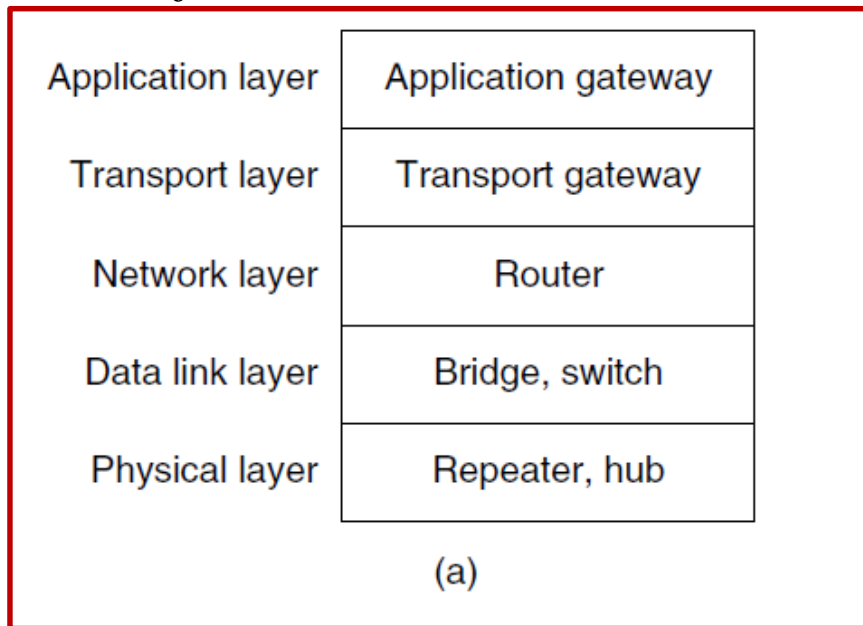 Application layer Application gateway
Transport layer Transport gateway
Network layer Router
Data link layer Bridge, switch
Physical layer Repeater, hub
(a)